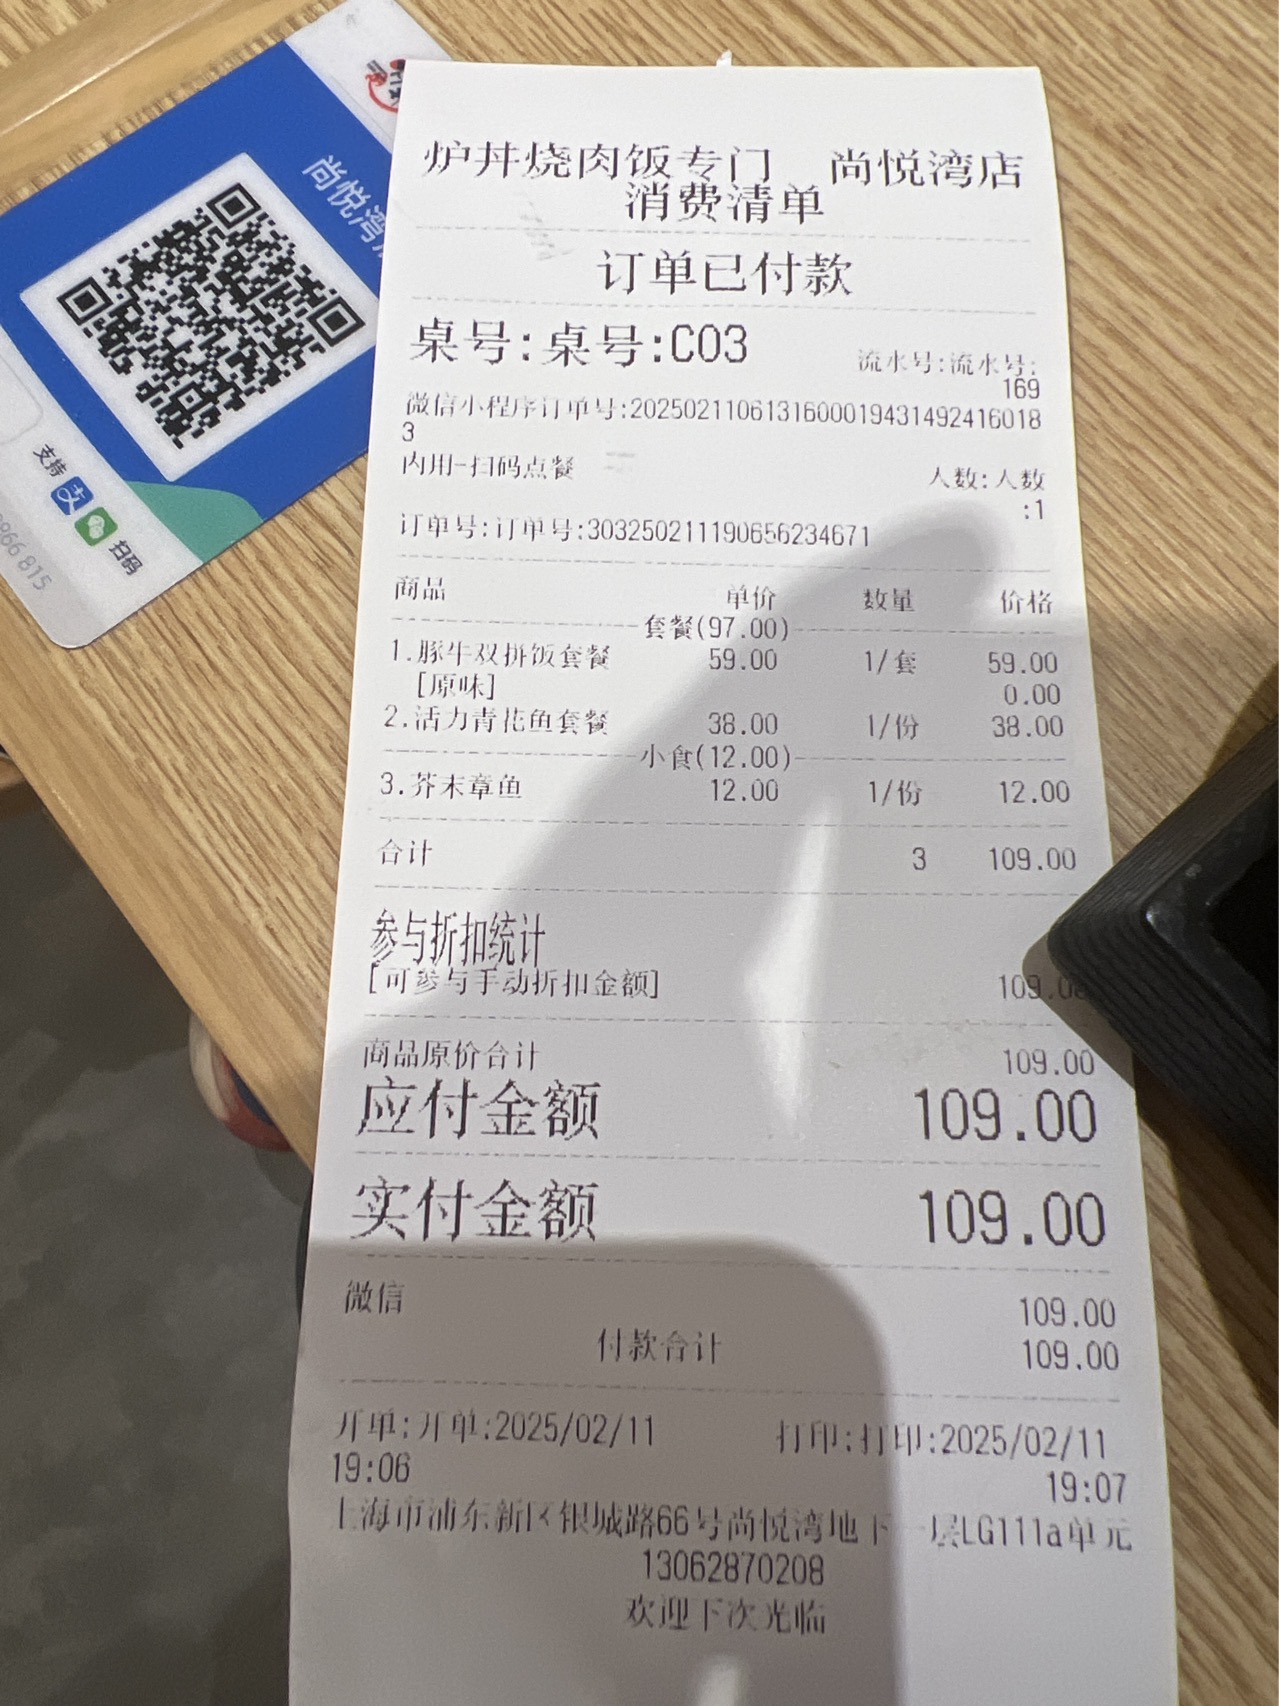 炉丼烧肉饭专门 尚悦湾店
消费清单
订单已付款
桌号:桌号:C03
流水号:流水号:
169
微信小程序订单号:2025021106131600019431492416018
3
内用-扫码点餐
人数:人数
:1
订单号:订单号:3032502111190656234671
商品 单价 数量 价格
套餐(97.00)
1.豚牛双拼饭套餐 59.00 1/套 59.00
[原味] 0.00
2.活力青花鱼套餐 38.00 1/份 38.00
小食(12.00)
3.芥末章鱼 12.00 1/份 12.00
合计 3 109.00
参与折扣统计
[可参与手动折扣金额] 109.00
商品原价合计 109.00
应付金额 109.00
实付金额 109.00
微信 109.00
付款合计 109.00
开单:开单:2025/02/11 打印:打印:2025/02/11
19:06 19:07
上海市浦东新区银城路66号尚悦湾地下一层LG111a单元
13062870208
欢迎下次光临
尚悦湾
支持
支
扫码
866 815